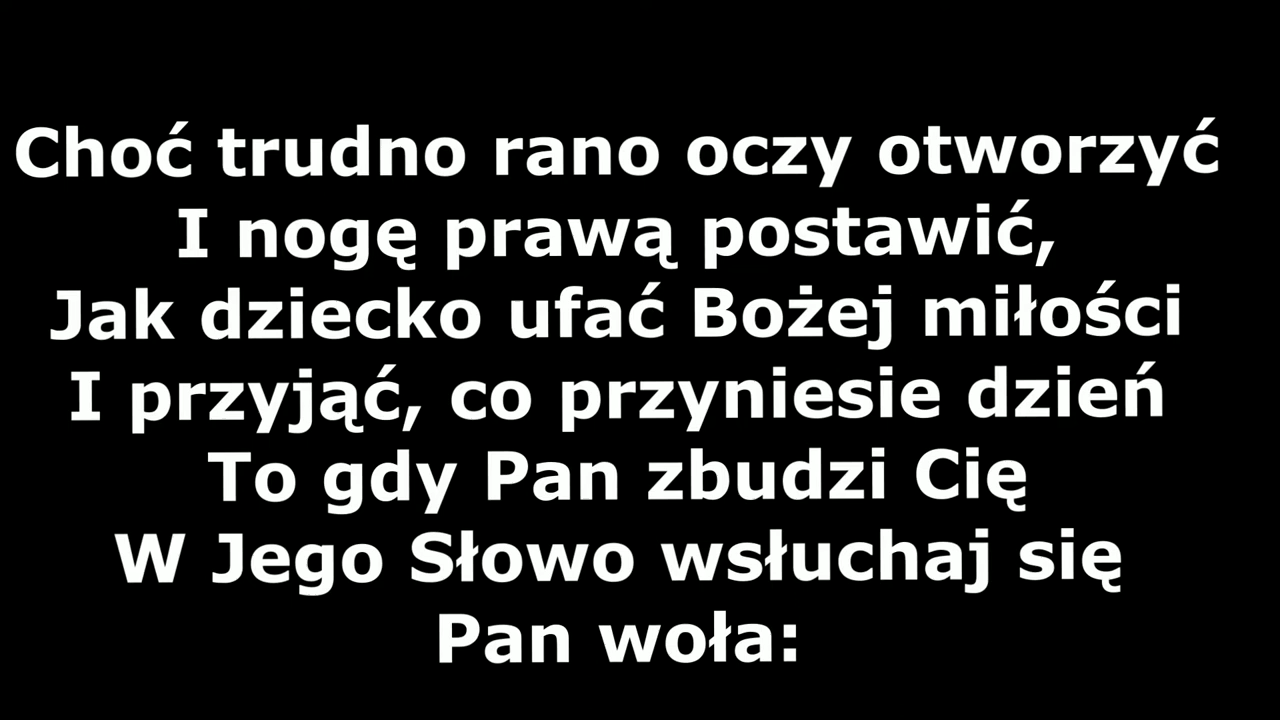 Choć trudno rano oczy otworzyć
I nogę prawą postawić,
Jak dziecko ufać Bożej miłości
I przyjąć, co przyniesie dzień
To gdy Pan zbudzi Cię
W Jego Słowo wsłuchaj się
Pan woła: